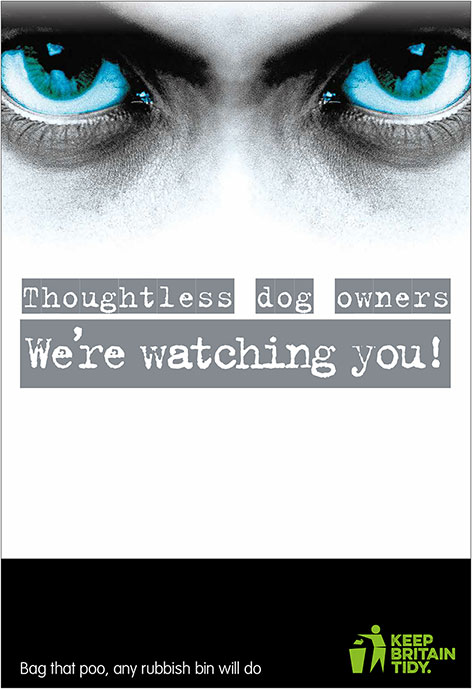 Thoughtless dog owners
We're watching you!
Bag that poo, any rubbish bin will do
KEEP
BRITAIN
TIDY.